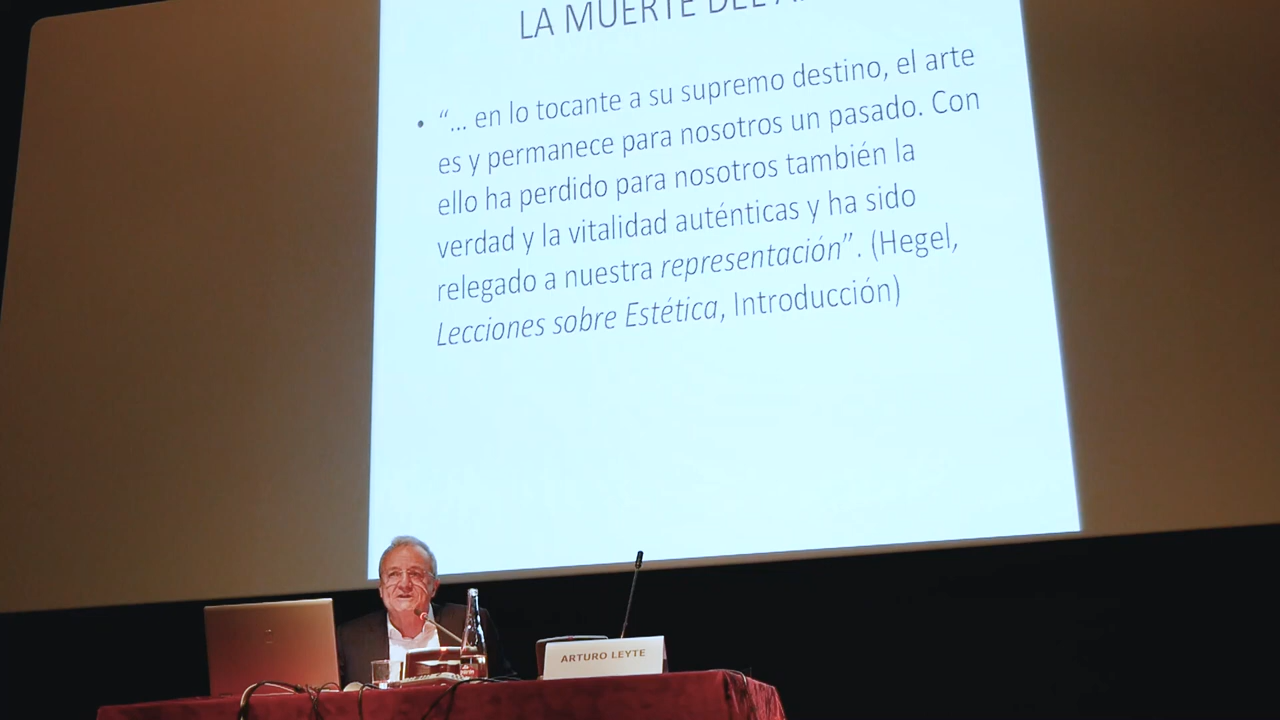 LA MUERTE DEL
• “... en lo tocante a su supremo destino, el arte
es y permanece para nosotros un pasado. Con
ello ha perdido para nosotros también la
verdad y la vitalidad auténticas y ha sido
relegado a nuestra representación”. (Hegel,
Lecciones sobre Estética, Introducción)
ARTURO LEYTE